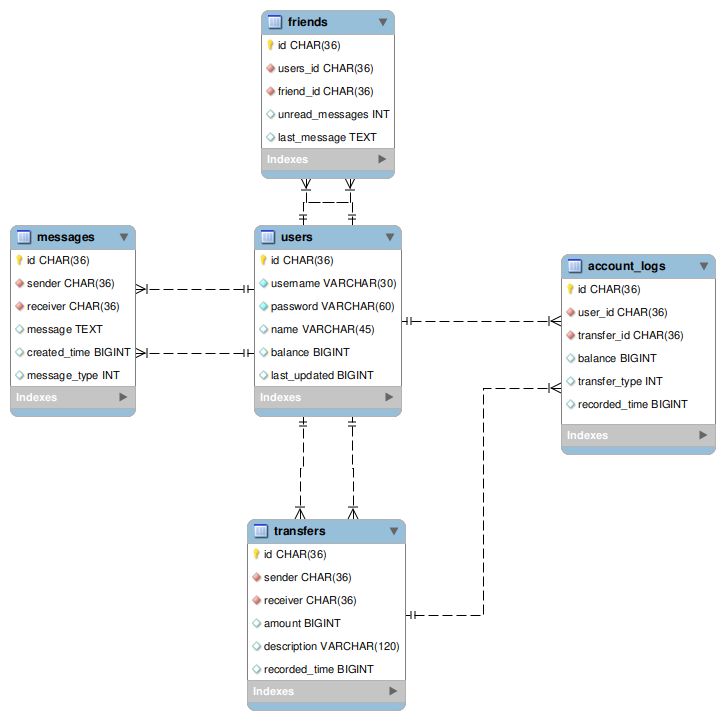 friends
id CHAR(36)
users_id CHAR(36)
friend_id CHAR(36)
unread_messages INT
last_message TEXT
Indexes
messages
id CHAR(36)
sender CHAR(36)
receiver CHAR(36)
message TEXT
created_time BIGINT
message_type INT
Indexes
users
id CHAR(36)
username VARCHAR(30)
password VARCHAR(60)
name VARCHAR(45)
balance BIGINT
last_updated BIGINT
Indexes
account_logs
id CHAR(36)
user_id CHAR(36)
transfer_id CHAR(36)
balance BIGINT
transfer_type INT
recorded_time BIGINT
Indexes
transfers
id CHAR(36)
sender CHAR(36)
receiver CHAR(36)
amount BIGINT
description VARCHAR(120)
recorded_time BIGINT
Indexes